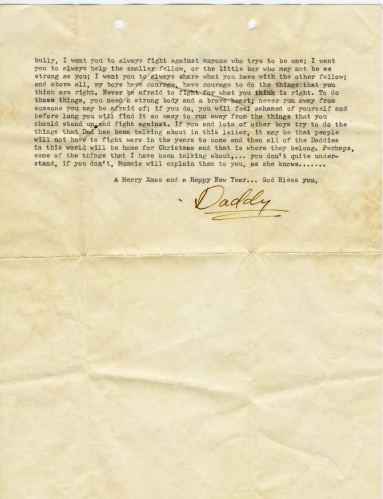 bully, I want you to always fight against anyone who trys to be one; I want
you to always help the smaller fellow, or the little boy who may not be as
strong as you; I want you to always share what you have with the other fellow;
and above all, my boys have courage, have courage to do the things that you
think are right. Never be afraid to fight for what you think is right. To do
those things, you need a strong body and a brave heart; never run away from
someone you may be afraid of; if you do, you will feel ashamed of yourself and
before long you will find it so easy to run away from the things that you
should stand up and fight against. If you and lots of other boys try to do the
things that Dad has been talking about in this letter, it may be that people
will not have to fight wars in the years to come and then all of the Daddies
in this world will be home for Christmas and that is where they belong. Perhaps,
some of the things that I have been talking about,... you don't quite under-
stand, if you don't, Mummie will explain them to you, as she knows.......
A Merry Xmas and a Happy New Year... God Bless you,
Daddy